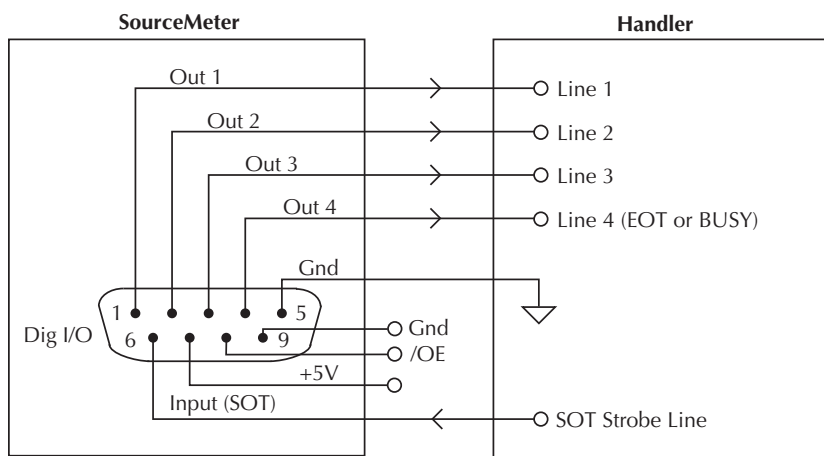 SourceMeter
Handler
Out 1
Line 1
Out 2
Line 2
Out 3
Line 3
Out 4
Line 4 (EOT or BUSY)
Gnd
1
5
Dig I/O
6
9
Gnd
/OE
+5V
Input (SOT)
SOT Strobe Line